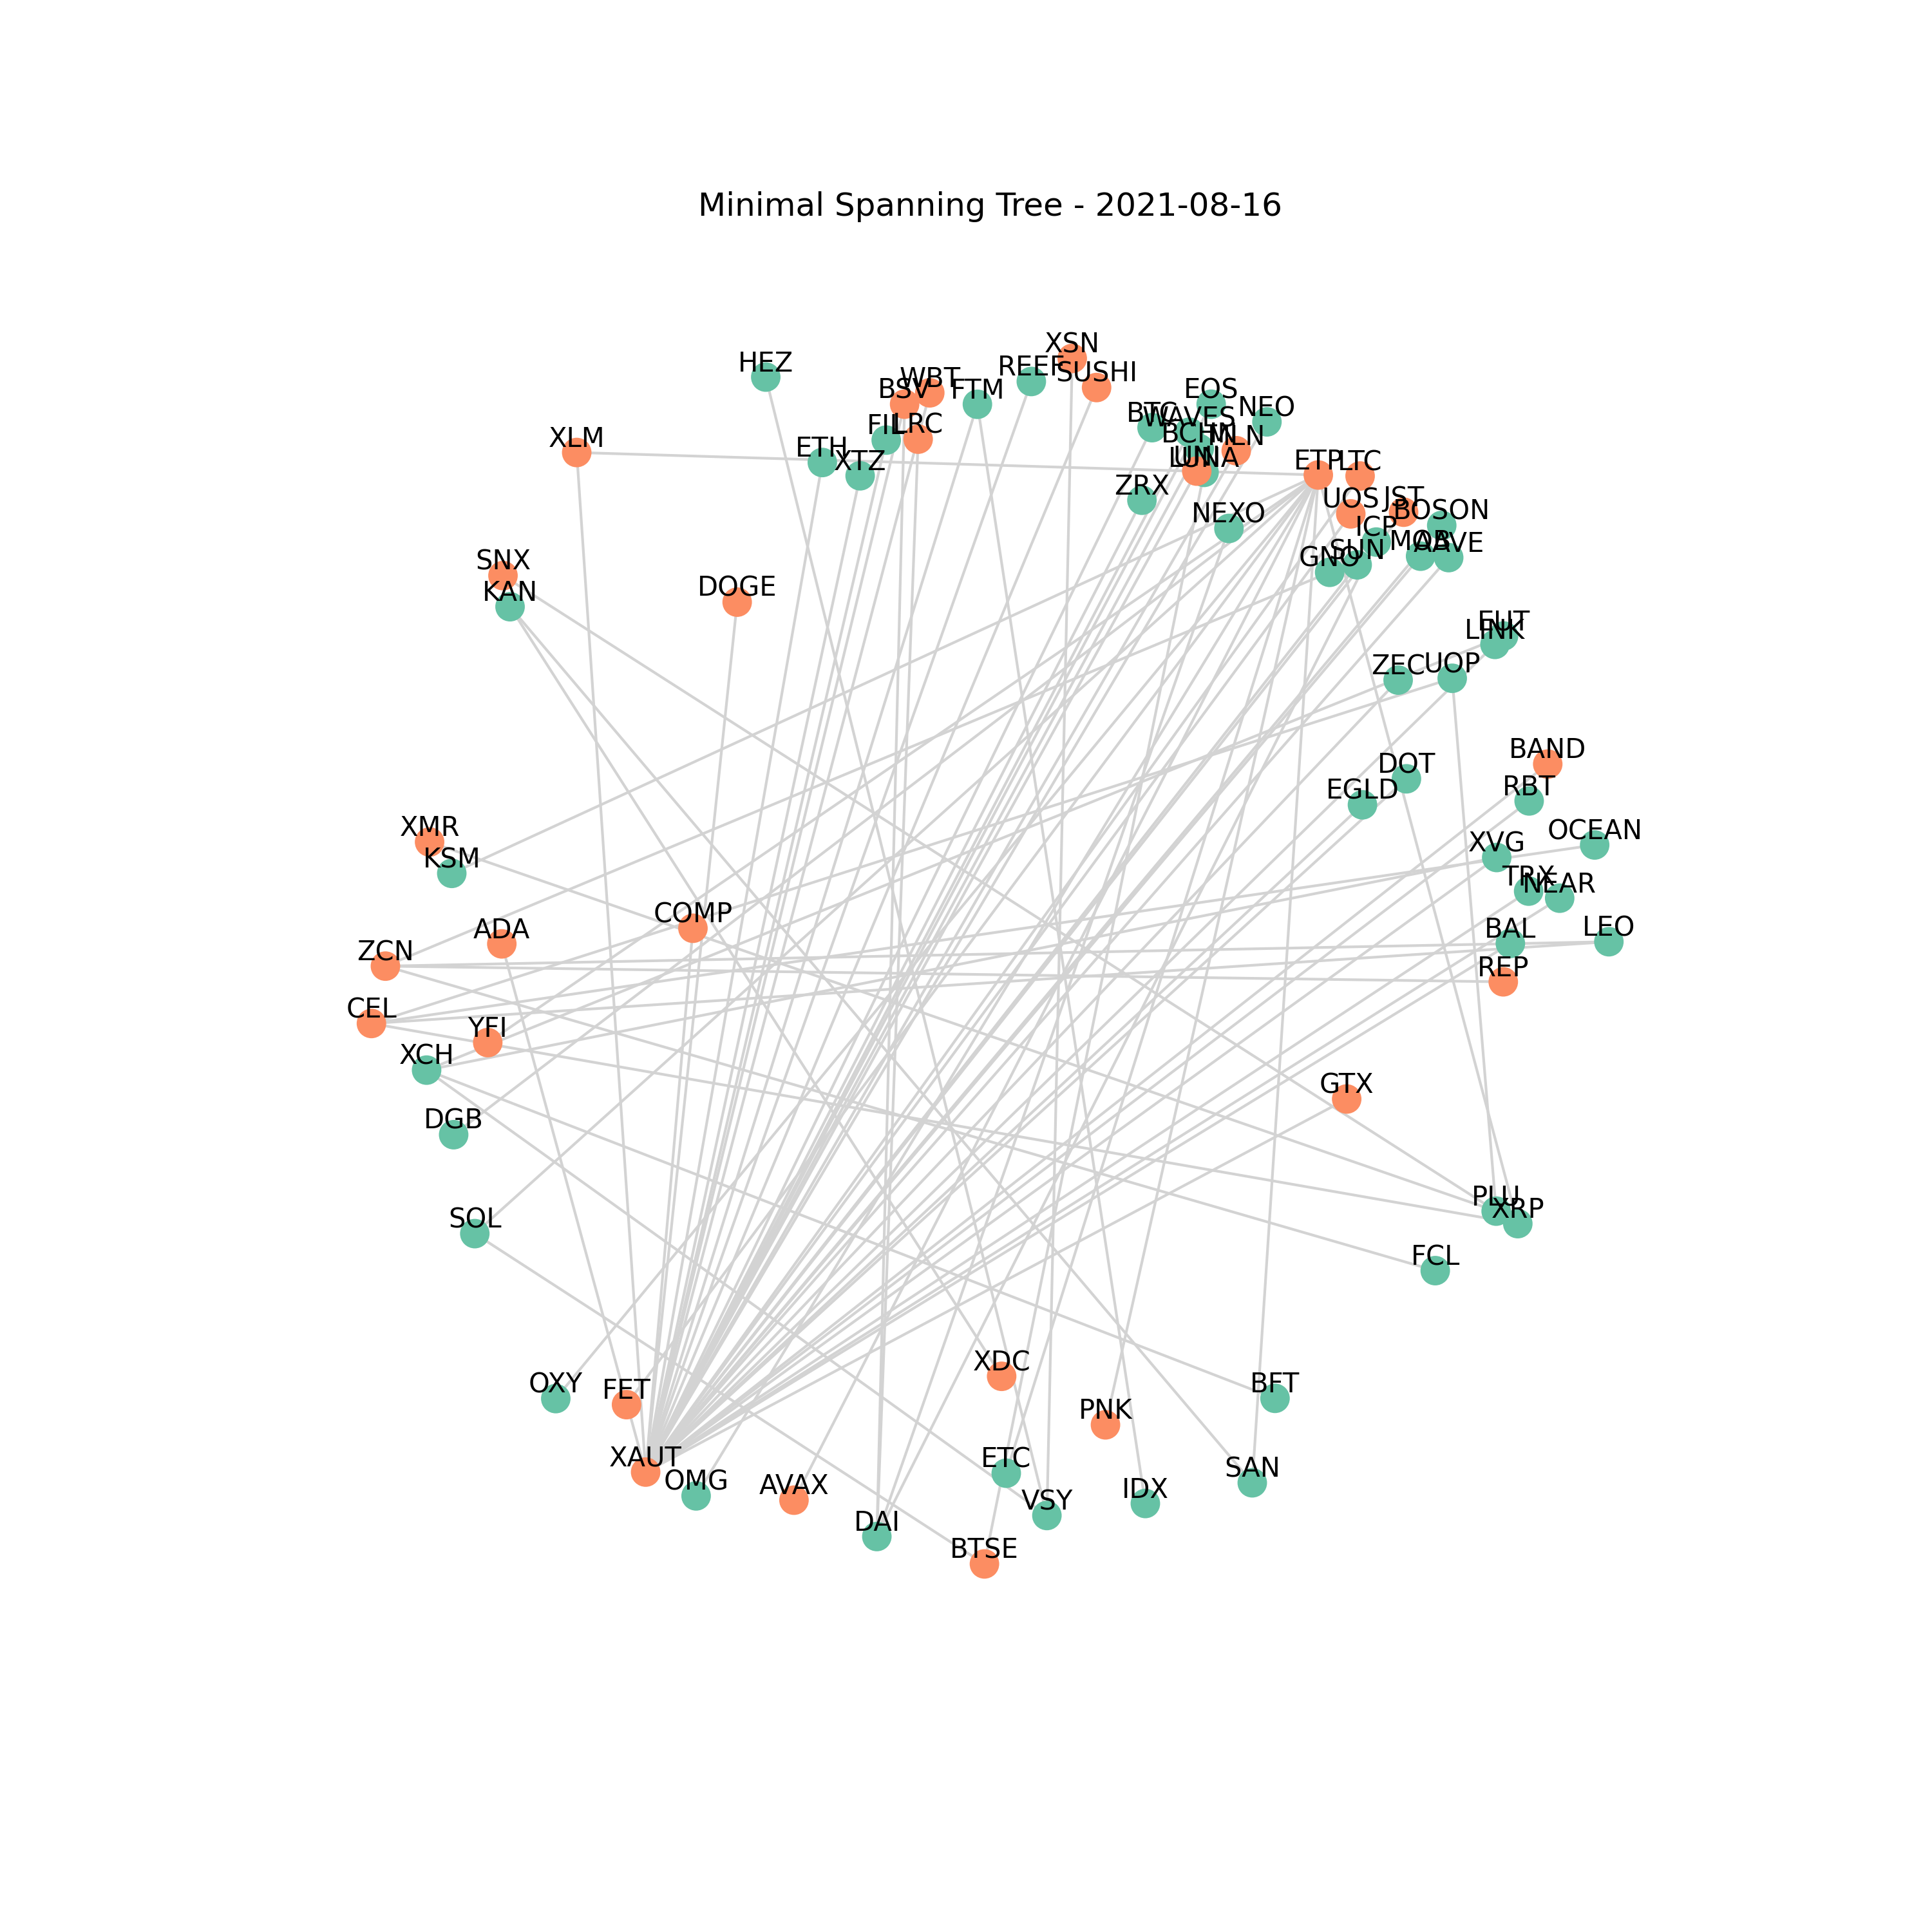 Minimal Spanning Tree - 2021-08-16
XSN
HEZ
REEF
SUSHI
WBT
BSV
FTM
EOS
NEO
BTC
WAVES
FIL
LRC
XLM
ETH
BCHN
MLN
XTZ
UNI
LUNA
ETP
LTC
ZRX
UOS
JST
NEXO
BOSON
ICP
MOB
AAVE
SUN
GNO
SNX
KAN
DOGE
LINK
ZEC
UOP
BAND
DOT
RBT
EGLD
XMR
OCEAN
XVG
KSM
TRX
NEAR
COMP
ADA
BAL
LEO
ZCN
REP
CEL
YFI
XCH
GTX
DGB
PLU
XRP
SOL
FCL
XDC
OXY
FET
BFT
PNK
XAUT
ETC
SAN
OMG
AVAX
IDX
VSY
DAI
BTSE